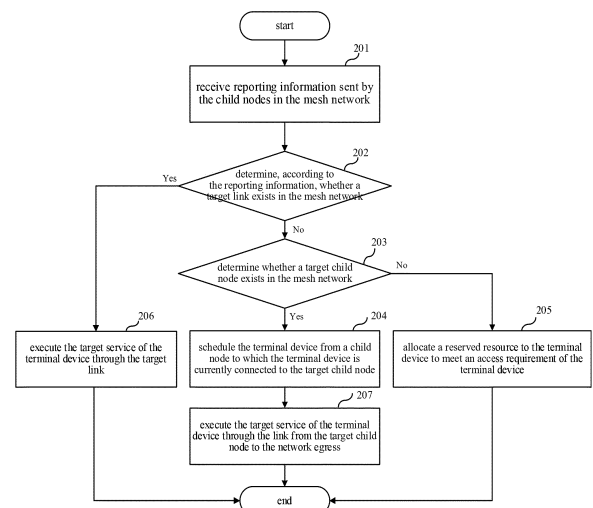 start
201
receive reporting information sent by
the child nodes in the mesh network
202
determine, according to
the reporting information, whether a
target link exists in the mesh network
Yes
No
203
determine whether a target child
node exists in the mesh network
No
Yes
206
execute the target service of the
terminal device through the target
link
204
schedule the terminal device from a child
node to which the terminal device is
currently connected to the target child node
205
allocate a reserved resource to the terminal
device to meet an access requirement of the
terminal device
207
execute the target service of the terminal
device through the link from the target child
node to the network egress
end